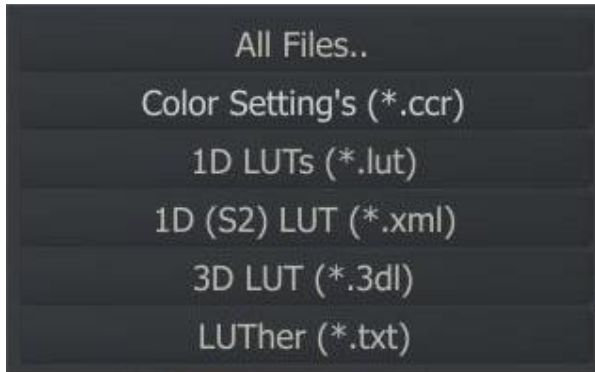 All Files..
Color Setting's (*.ccr)
1D LUTs (*.lut)
1D (S2) LUT (*.xml)
3D LUT (*.3dl)
LUTher (*.txt)